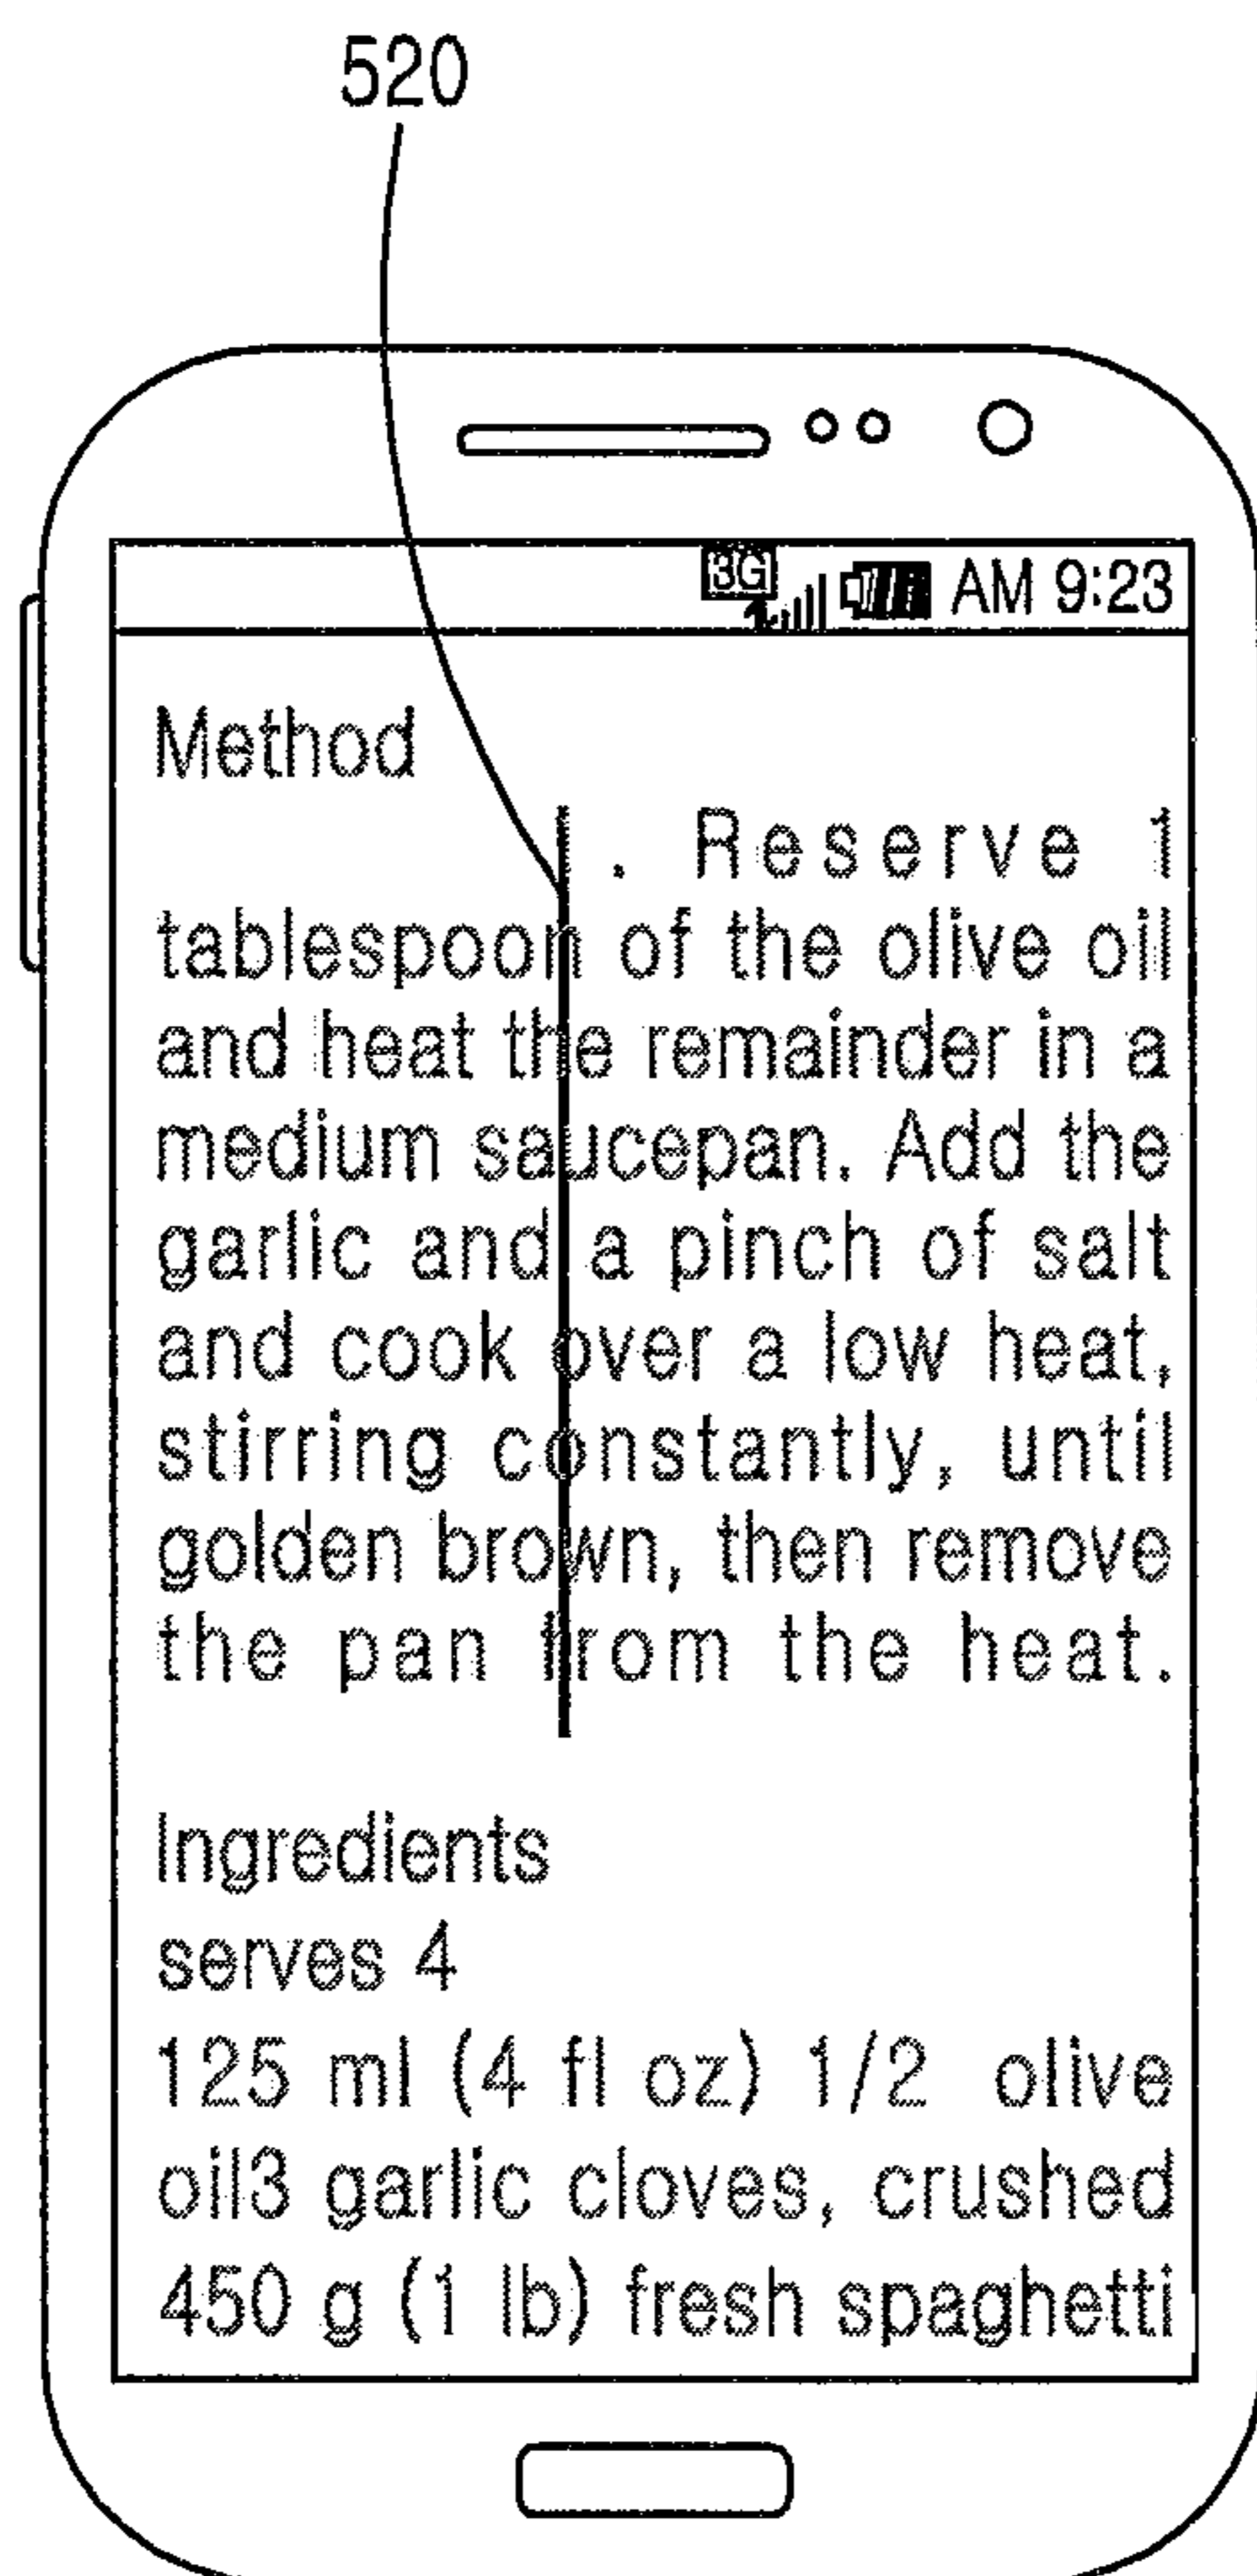 520
3G AM 9:23
Method
. Reserve 1
tablespoon of the olive oil
and heat the remainder in a
medium saucepan. Add the
garlic and a pinch of salt
and cook over a low heat,
stirring constantly, until
golden brown, then remove
the pan from the heat.
Ingredients
serves 4
125 ml (4 fl oz) 1/2 olive
oil3 garlic cloves, crushed
450 g (1 lb) fresh spaghetti